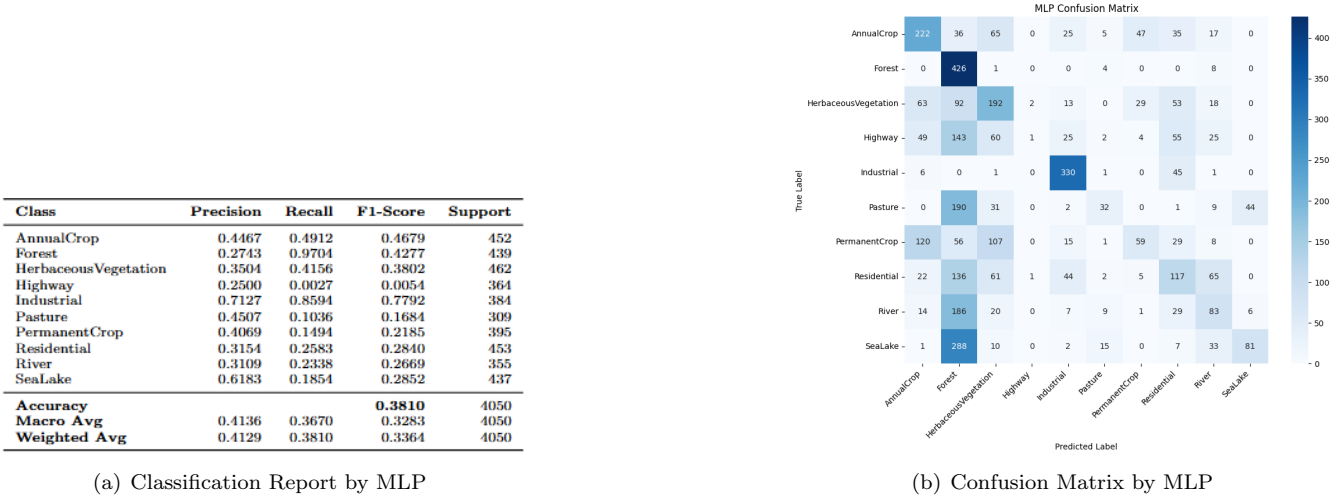 Class Precision Recall F1-Score Support
AnnualCrop 0.4467 0.4912 0.4679 452
Forest 0.2743 0.9704 0.4277 439
HerbaceousVegetation 0.3504 0.4156 0.3802 462
Highway 0.2500 0.0027 0.0054 364
Industrial 0.7127 0.8594 0.7792 384
Pasture 0.4507 0.1036 0.1684 309
PermanentCrop 0.4069 0.1494 0.2185 395
Residential 0.3154 0.2583 0.2840 453
River 0.3109 0.2338 0.2669 355
SeaLake 0.6183 0.1854 0.2852 437
Accuracy 0.3810 4050
Macro Avg 0.4136 0.3670 0.3283 4050
Weighted Avg 0.4129 0.3810 0.3364 4050
(a) Classification Report by MLP
MLP Confusion Matrix
True Label
AnnualCrop 222 36 65 0 25 5 47 35 17 0
Forest 0 426 1 0 0 4 0 0 8 0
HerbaceousVegetation 63 92 192 2 13 0 29 53 18 0
Highway 49 143 60 1 25 2 4 55 25 0
Industrial 6 0 1 0 330 1 0 45 1 0
Pasture 0 190 31 0 2 32 0 1 9 44
PermanentCrop 120 56 107 0 15 1 59 29 8 0
Residential 22 136 61 1 44 2 5 117 65 0
River 14 186 20 0 7 9 1 29 83 6
SeaLake 1 288 10 0 2 15 0 7 33 81
AnnualCrop Forest HerbaceousVegetation Highway Industrial Pasture PermanentCrop Residential River SeaLake
Predicted Label
400
350
300
250
200
150
100
50
0
(b) Confusion Matrix by MLP